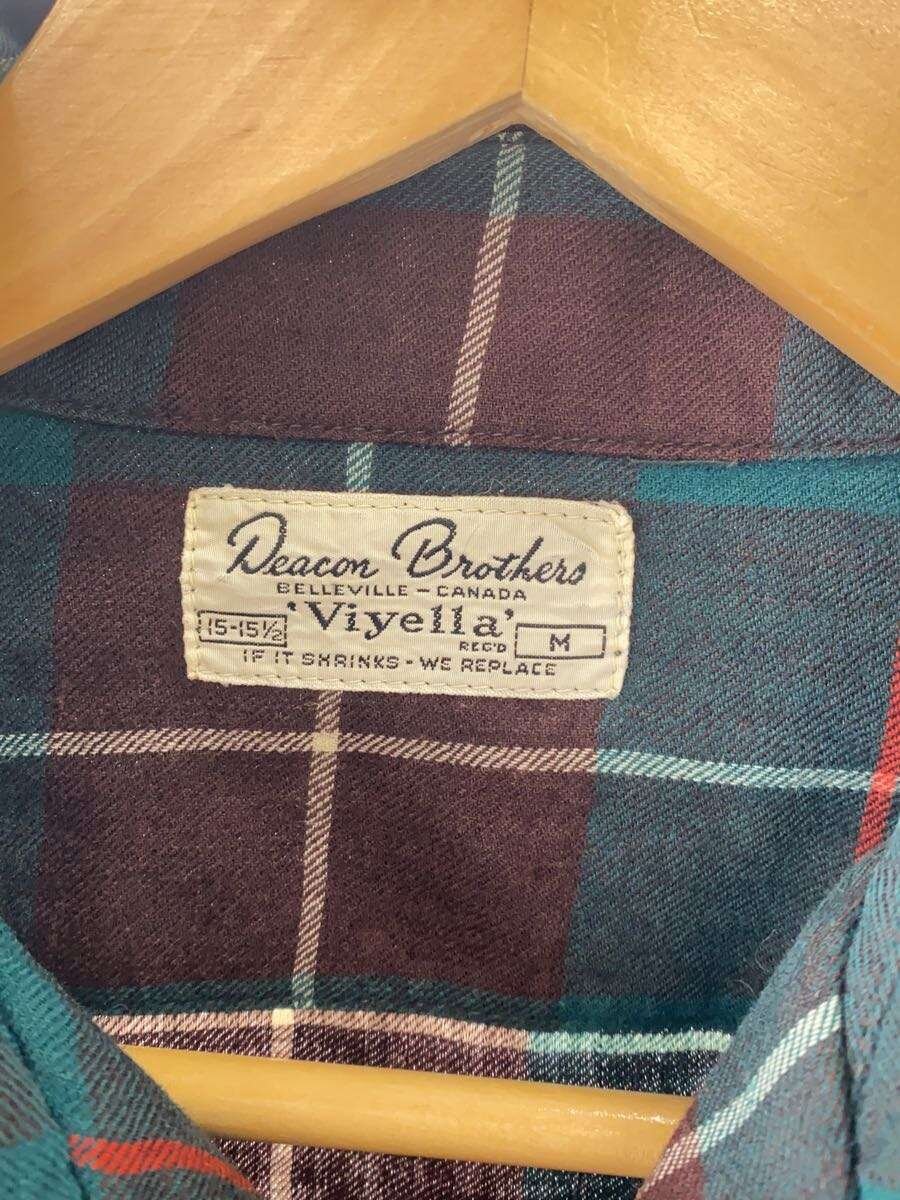 Deacon Brothers
BELLEVILLE - CANADA
'Viyella'
15-15½ REG'D M
IF IT SHRINKS - WE REPLACE